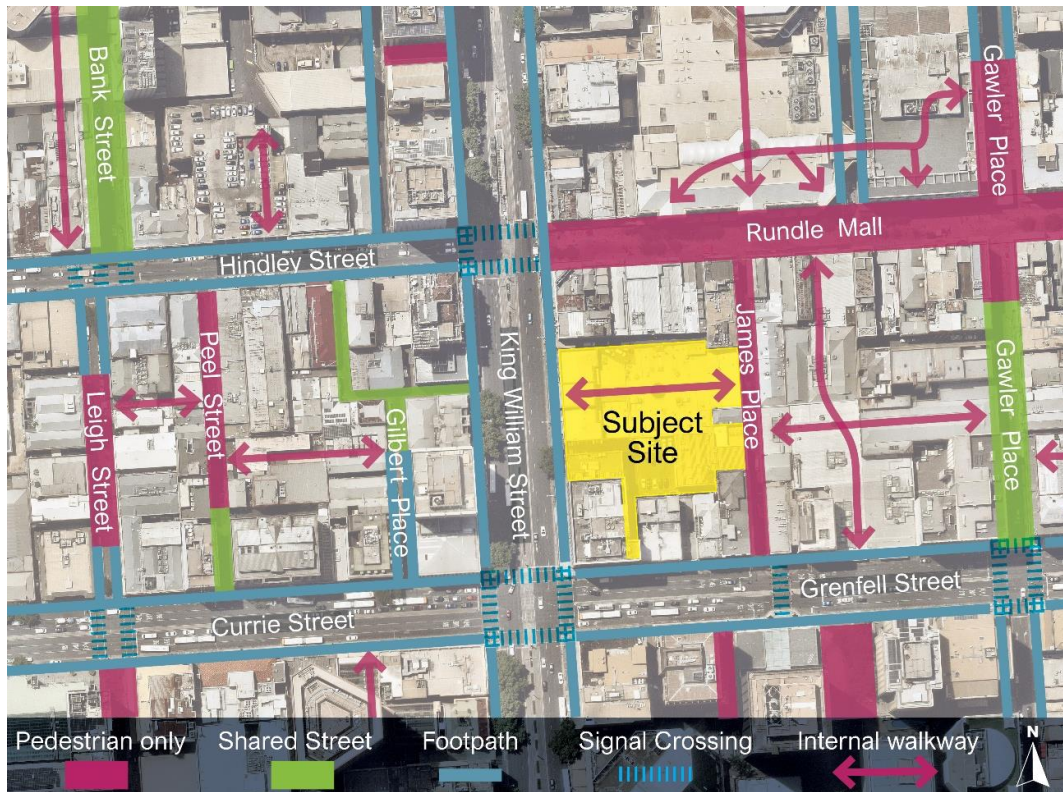 Bank Street
Gawler Place
Rundle Mall
Hindley Street
Peel Street
King William Street
James Place
Leigh Street
Gilbert Place
Subject
Site
Gawler Place
Grenfell Street
Currie Street
Pedestrian only
Shared Street
Footpath
Signal Crossing
Internal walkway
N